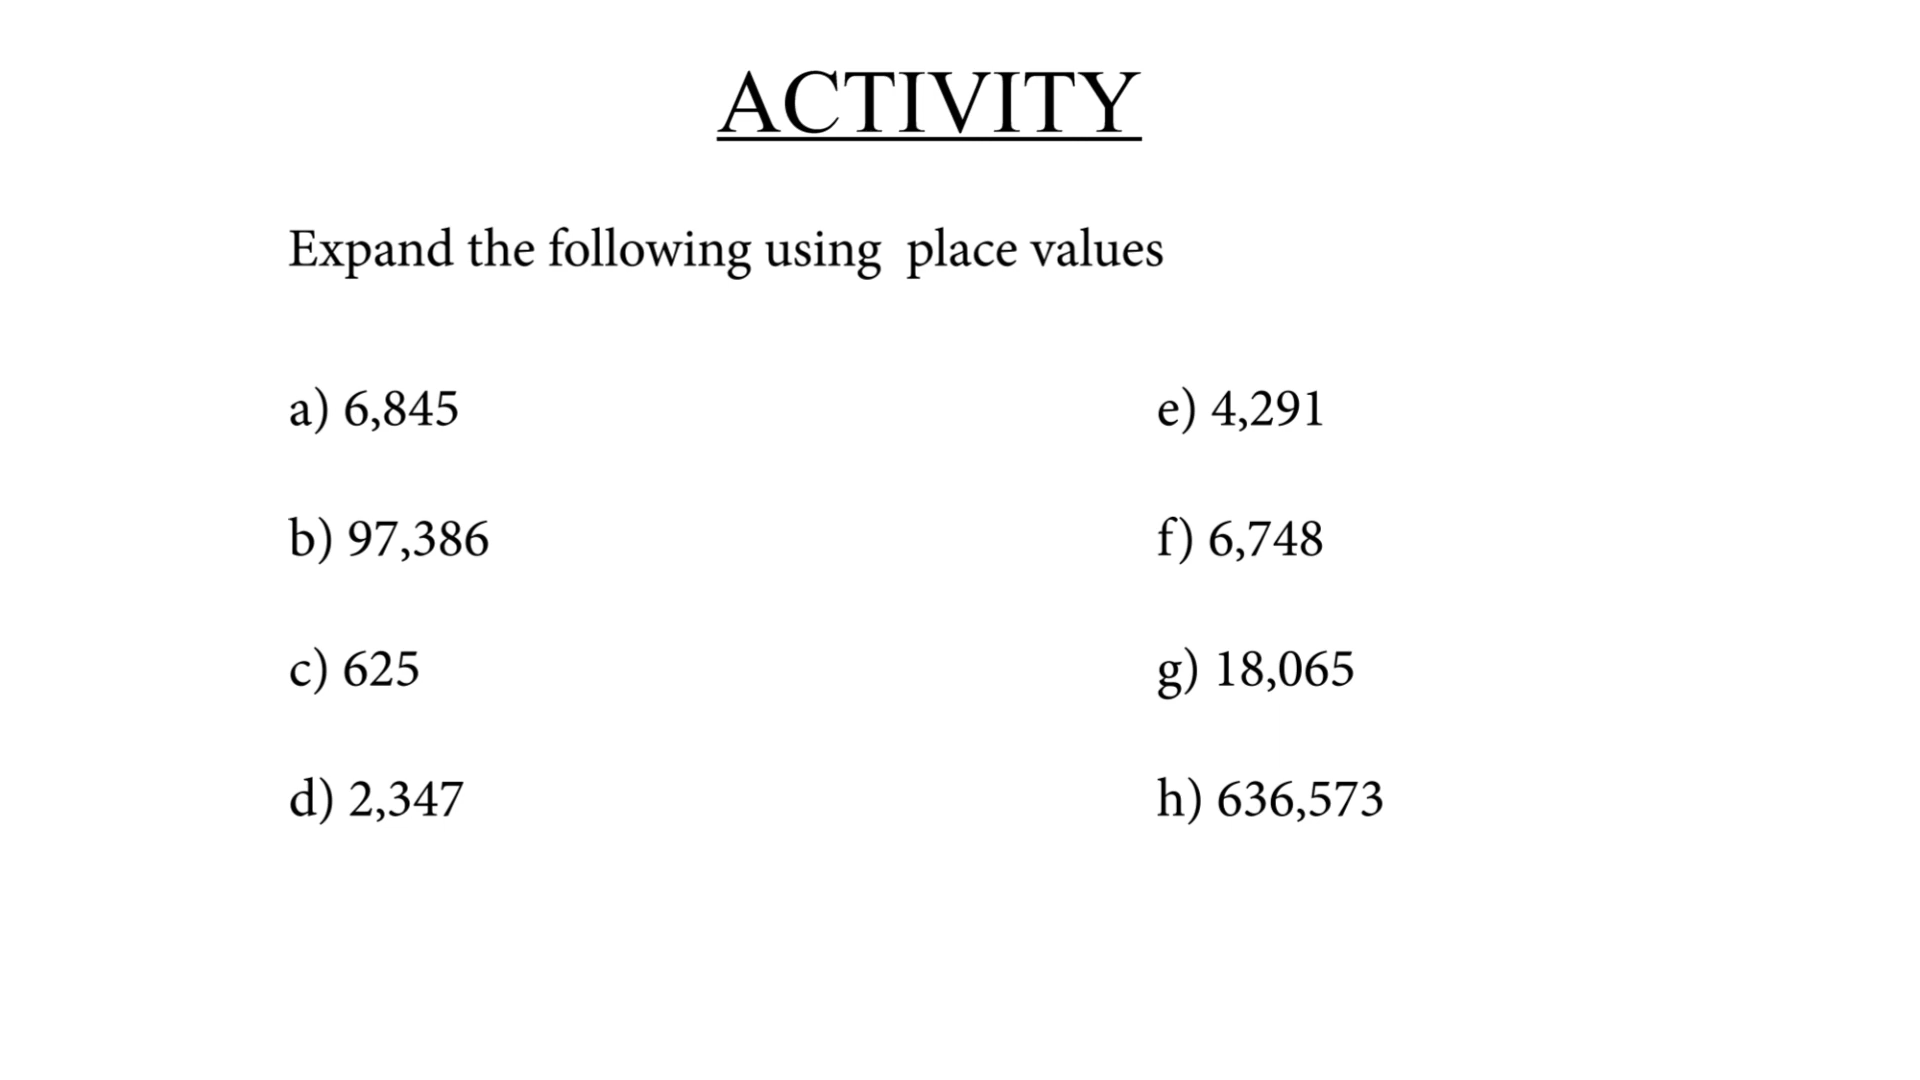 ACTIVITY
Expand the following using place values
a) 6,845
b) 97,386
c) 625
d) 2,347
e) 4,291
f) 6,748
g) 18,065
h) 636,573